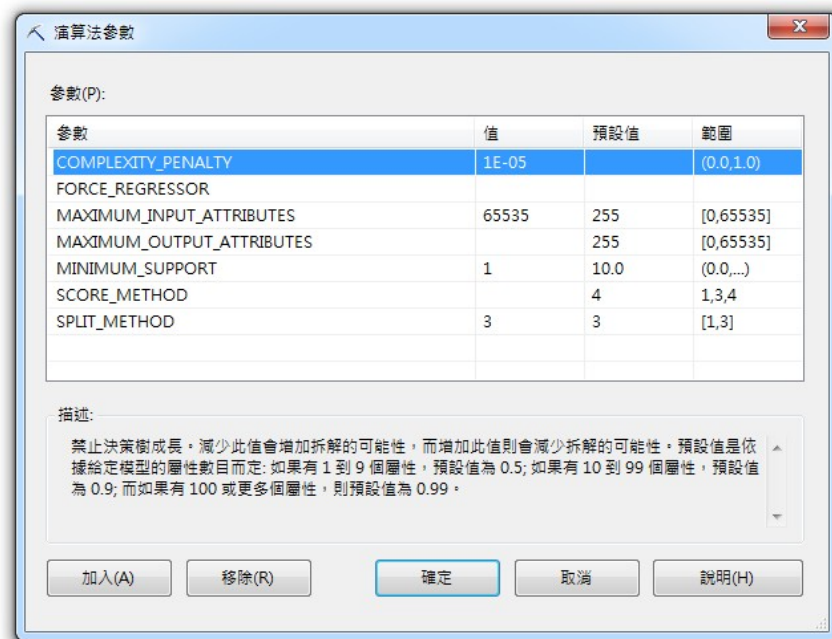 演算法參數
參數(P):
參數 值 預設值 範圍
COMPLEXITY_PENALTY 1E-05 (0.0,1.0)
FORCE_REGRESSOR
MAXIMUM_INPUT_ATTRIBUTES 65535 255 [0,65535]
MAXIMUM_OUTPUT_ATTRIBUTES 255 [0,65535]
MINIMUM_SUPPORT 1 10.0 (0.0,...)
SCORE_METHOD 4 1,3,4
SPLIT_METHOD 3 3 [1,3]
描述:
禁止決策樹成長。減少此值會增加拆解的可能性，而增加此值則會減少拆解的可能性。預設值是依
據給定模型的屬性數目而定: 如果有 1 到 9 個屬性，預設值為 0.5; 如果有 10 到 99 個屬性，預設值
為 0.9; 而如果有 100 或更多個屬性，則預設值為 0.99。
加入(A) 移除(R) 確定 取消 說明(H)